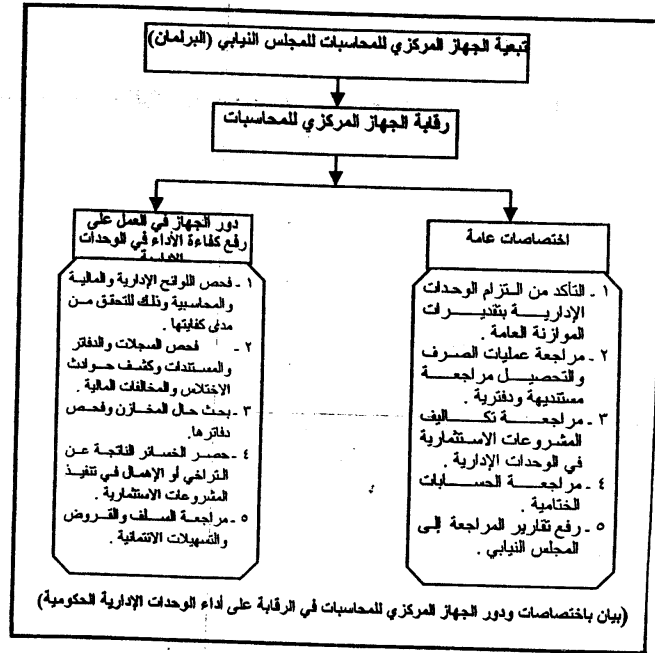 تبعية الجهاز المركزي للمحاسبات للمجلس النيابي (البرلمان)
رقابة الجهاز المركزي للمحاسبات
اختصاصات عامة
١ ـ التأكد من التزام الوحدات
الإدارية بتقديرات
الموازنة العامة .
٢ ـ مراجعة عمليات الصرف
والتحصيل مراجعة
مستنديه ودفترية .
٣ ـ مراجعة تكاليف
المشروعات الاستثمارية
في الوحدات الإدارية .
٤ ـ مراجعة الحسابات
الختامية .
٥ ـ رفع تقارير المراجعة إلى
المجلس النيابي .
دور الجهاز في العمل على
رفع كفاءة الأداء في الوحدات
١ ـ فحص اللوائح الإدارية والمالية
والمحاسبية وذلك للتحقق من
مدى كفايتها .
٢ ـ فحص السجلات والدفاتر
والمستندات وكشف حوادث
الاختلاس والمخالفات المالية .
٣ ـ بحث حال المخازن وفحص
دفاترها.
٤ ـ حصر الخسائر الناتجة عن
التراخي أو الإهمال في تنفيذ
المشروعات الاستثمارية .
٥ ـ مراجعة السلف والقروض
والتسهيلات الائتمانية .
(بيان باختصاصات ودور الجهاز المركزي للمحاسبات في الرقابة على أداء الوحدات الإدارية الحكومية)